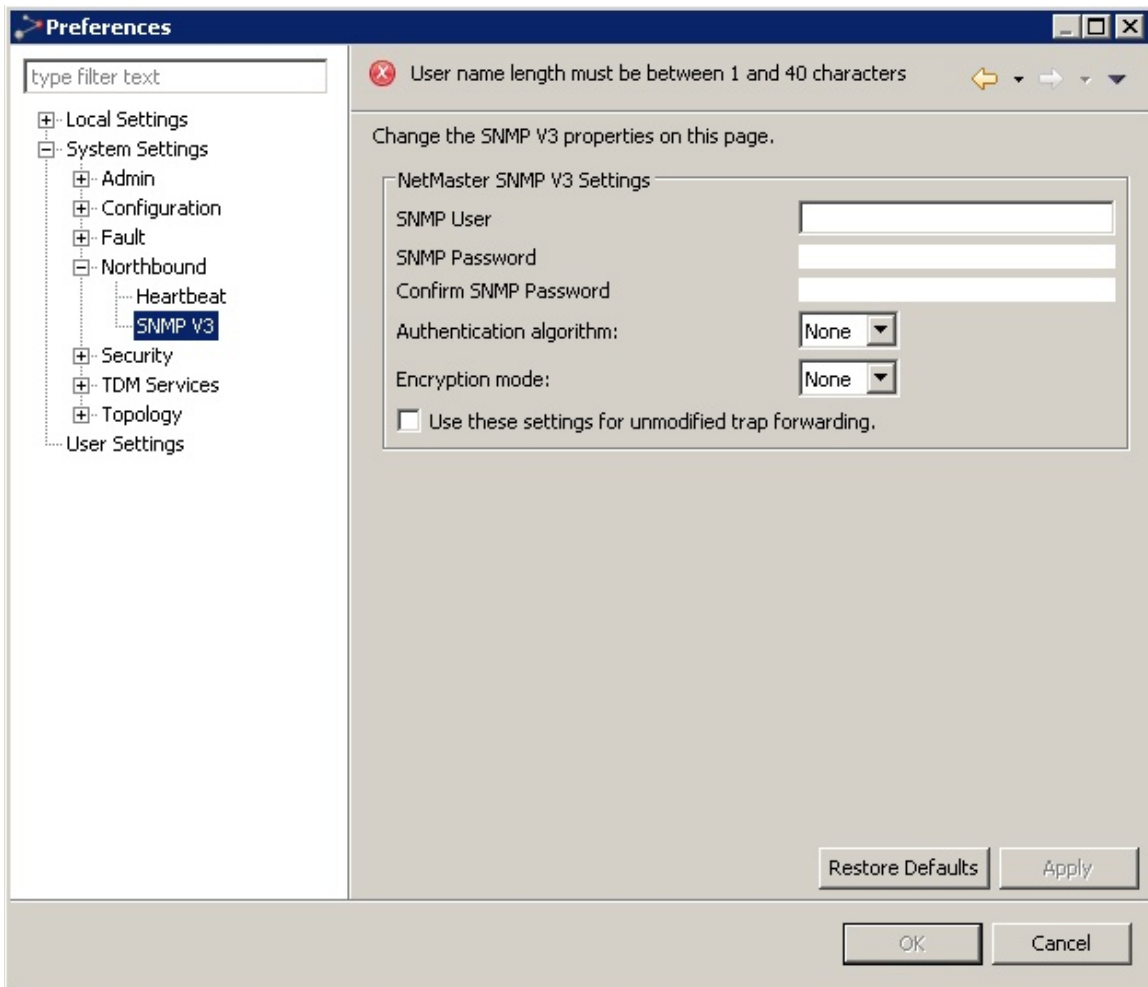 Preferences
type filter text
User name length must be between 1 and 40 characters
Local Settings
System Settings
Admin
Configuration
Fault
Northbound
Heartbeat
SNMP V3
Security
TDM Services
Topology
User Settings
Change the SNMP V3 properties on this page.
NetMaster SNMP V3 Settings
SNMP User
SNMP Password
Confirm SNMP Password
Authentication algorithm: None
Encryption mode: None
Use these settings for unmodified trap forwarding.
Restore Defaults Apply
OK Cancel